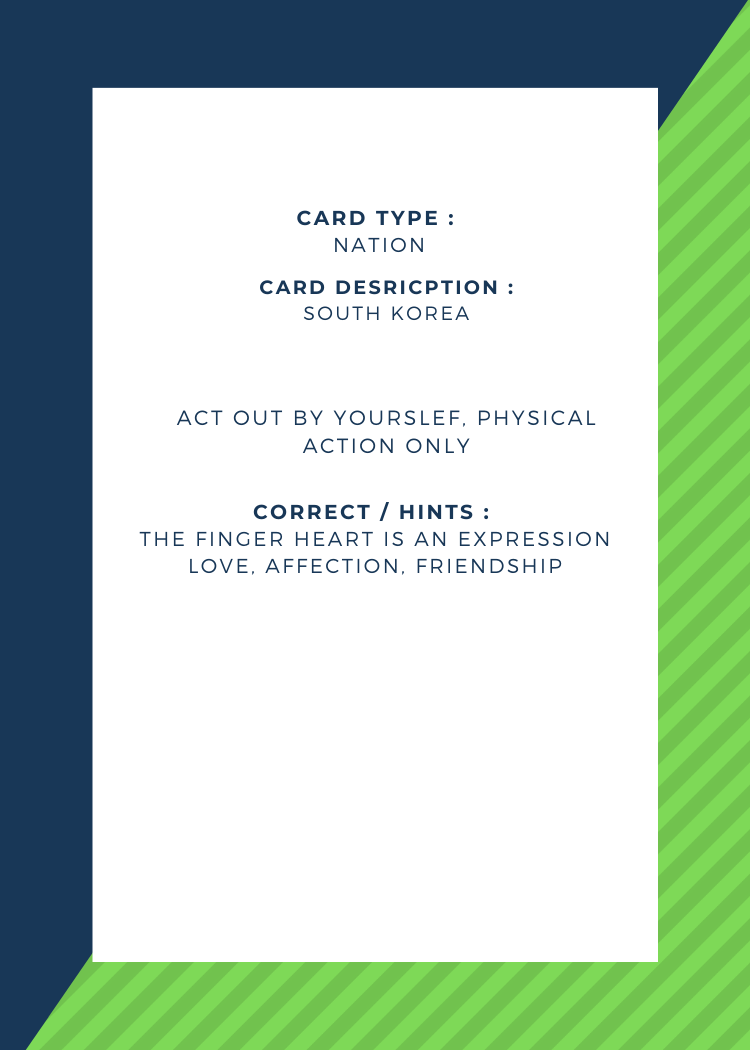 CARD TYPE :
NATION
CARD DESRICPTION :
SOUTH KOREA
ACT OUT BY YOURSLEF, PHYSICAL
ACTION ONLY
CORRECT / HINTS :
THE FINGER HEART IS AN EXPRESSION
LOVE, AFFECTION, FRIENDSHIP